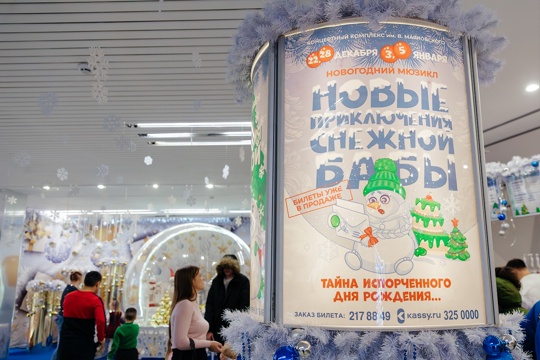 КОНЦЕРТНЫЙ КОМПЛЕКС ИМ. В. МАЯКОВСКОГО
22 28 ДЕКАБРЯ 3, 5 ЯНВАРЯ
НОВОГОДНИЙ МЮЗИКЛ
НОВЫЕ
ПРИКЛЮЧЕНИЯ
СНЕЖНОЙ
БАБЫ
БИЛЕТЫ УЖЕ
В ПРОДАЖЕ
ТАЙНА ИСПОРЧЕННОГО
ДНЯ РОЖДЕНИЯ...
ЗАКАЗ БИЛЕТА: 217 88 49 kassy.ru 325 0000